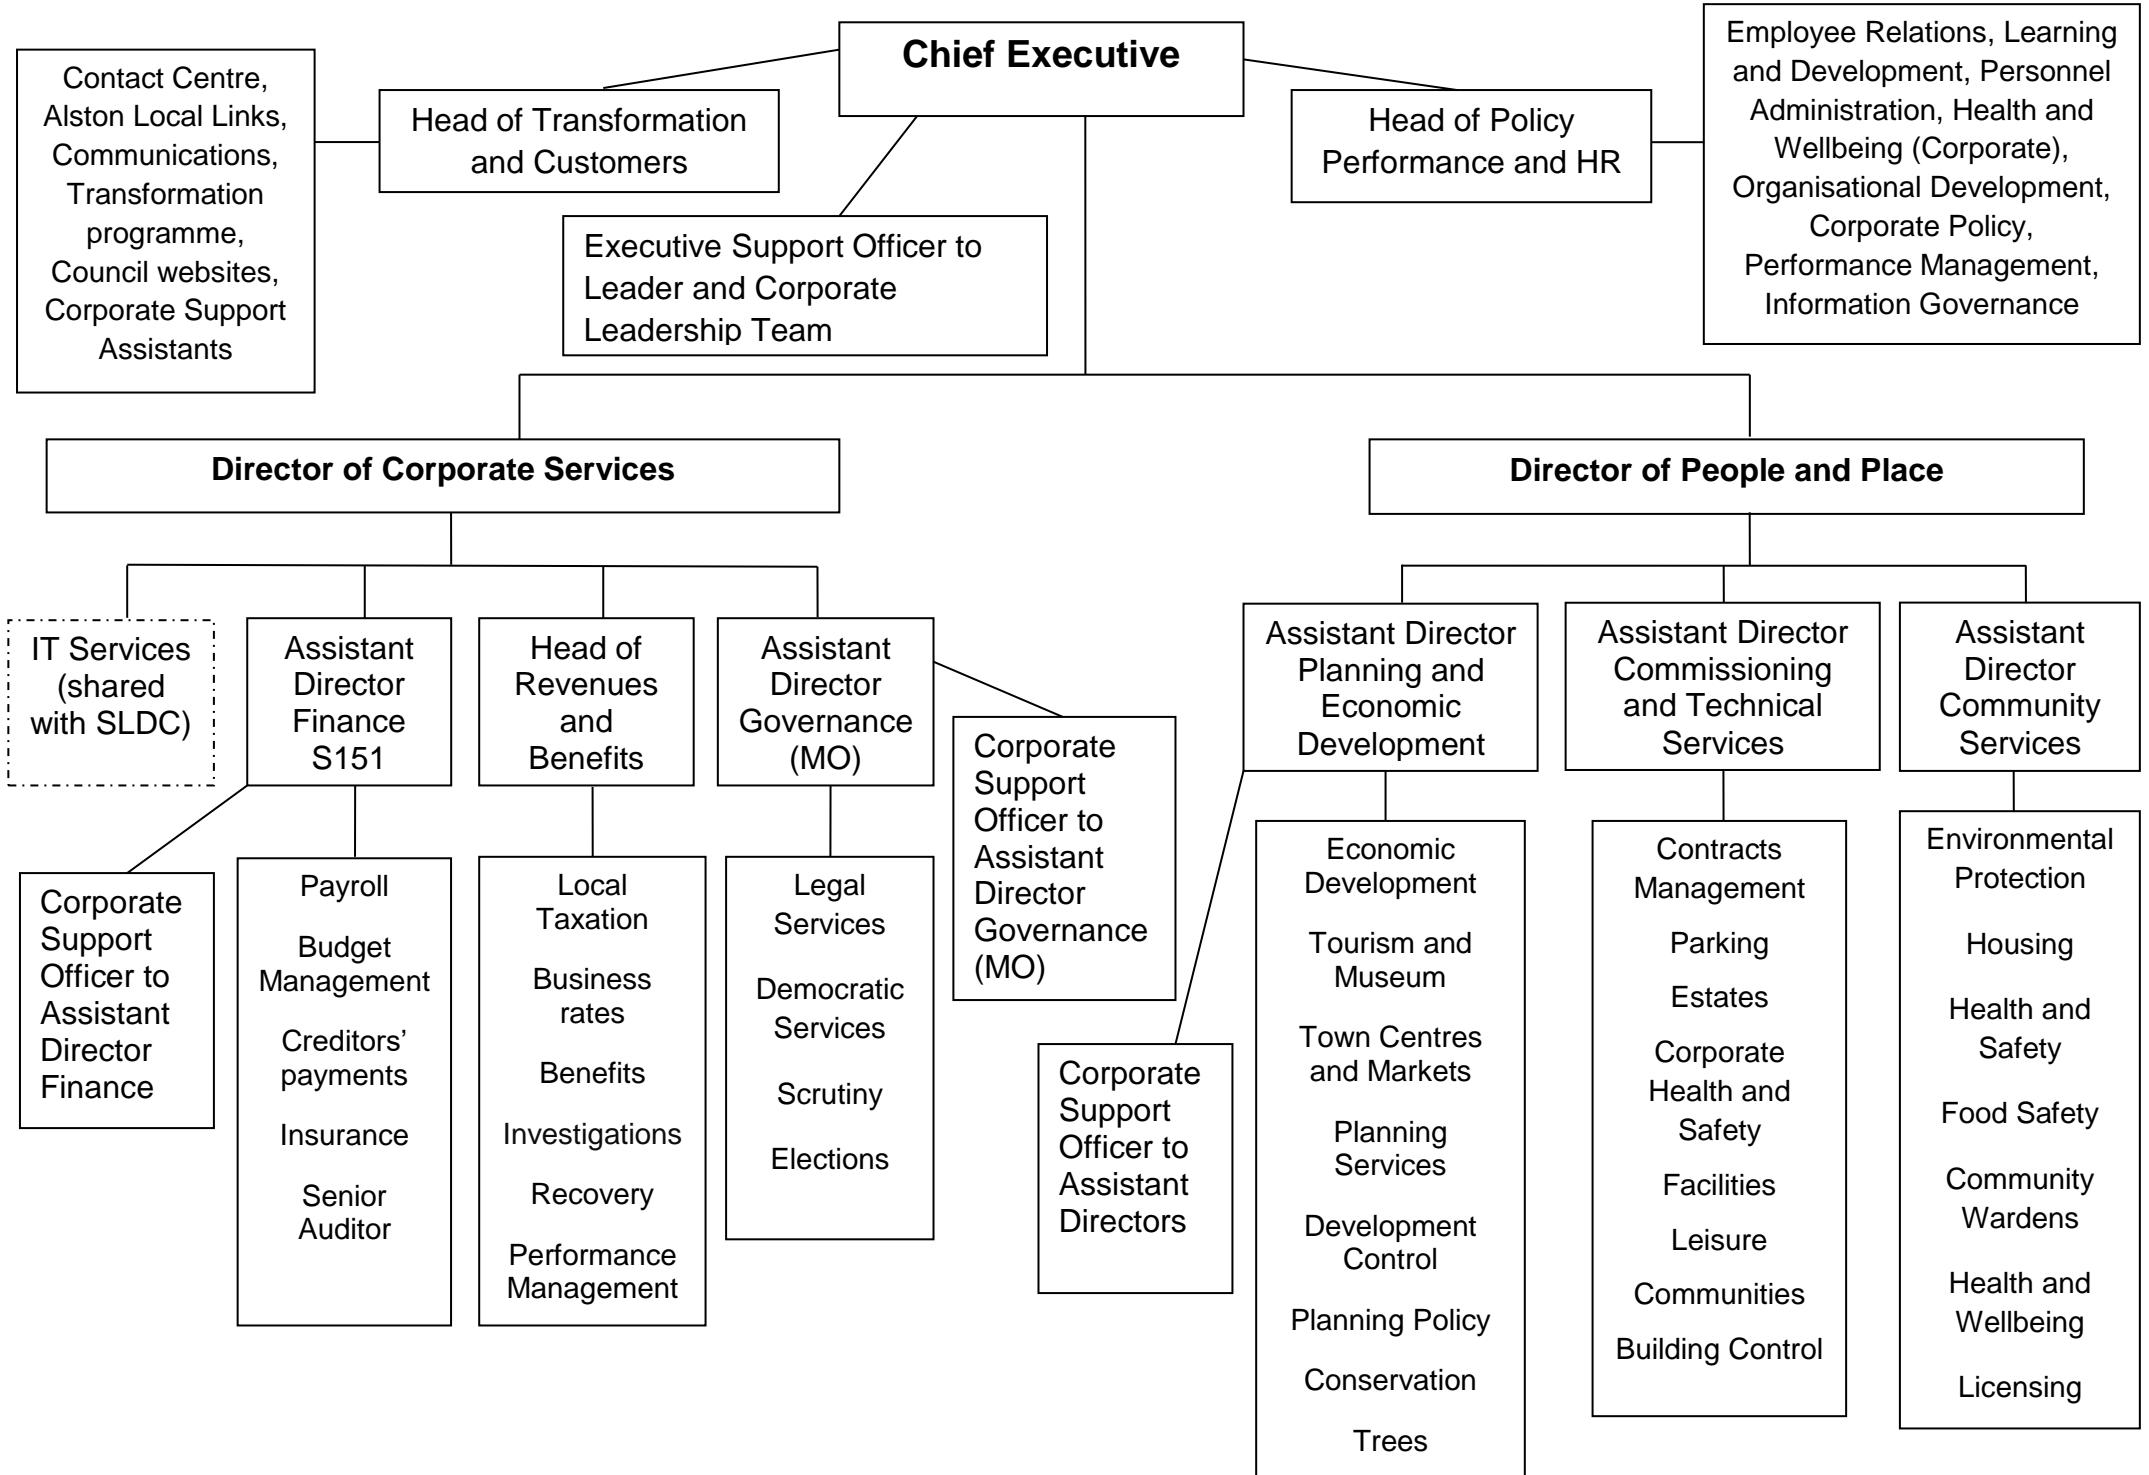 Chief Executive
Contact Centre,
Alston Local Links,
Communications,
Transformation
programme,
Council websites,
Corporate Support
Assistants
Head of Transformation
and Customers
Executive Support Officer to
Leader and Corporate
Leadership Team
Head of Policy
Performance and HR
Employee Relations, Learning
and Development, Personnel
Administration, Health and
Wellbeing (Corporate),
Organisational Development,
Corporate Policy,
Performance Management,
Information Governance
Director of Corporate Services
Director of People and Place
IT Services
(shared
with SLDC)
Assistant
Director
Finance
S151
Head of
Revenues
and
Benefits
Assistant
Director
Governance
(MO)
Corporate
Support
Officer to
Assistant
Director
Governance
(MO)
Assistant Director
Planning and
Economic
Development
Assistant Director
Commissioning
and Technical
Services
Assistant
Director
Community
Services
Corporate
Support
Officer to
Assistant
Director
Finance
Payroll
Budget
Management
Creditors’
payments
Insurance
Senior
Auditor
Local
Taxation
Business
rates
Benefits
Investigations
Recovery
Performance
Management
Legal
Services
Democratic
Services
Scrutiny
Elections
Corporate
Support
Officer to
Assistant
Directors
Economic
Development
Tourism and
Museum
Town Centres
and Markets
Planning
Services
Development
Control
Planning Policy
Conservation
Trees
Contracts
Management
Parking
Estates
Corporate
Health and
Safety
Facilities
Leisure
Communities
Building Control
Environmental
Protection
Housing
Health and
Safety
Food Safety
Community
Wardens
Health and
Wellbeing
Licensing